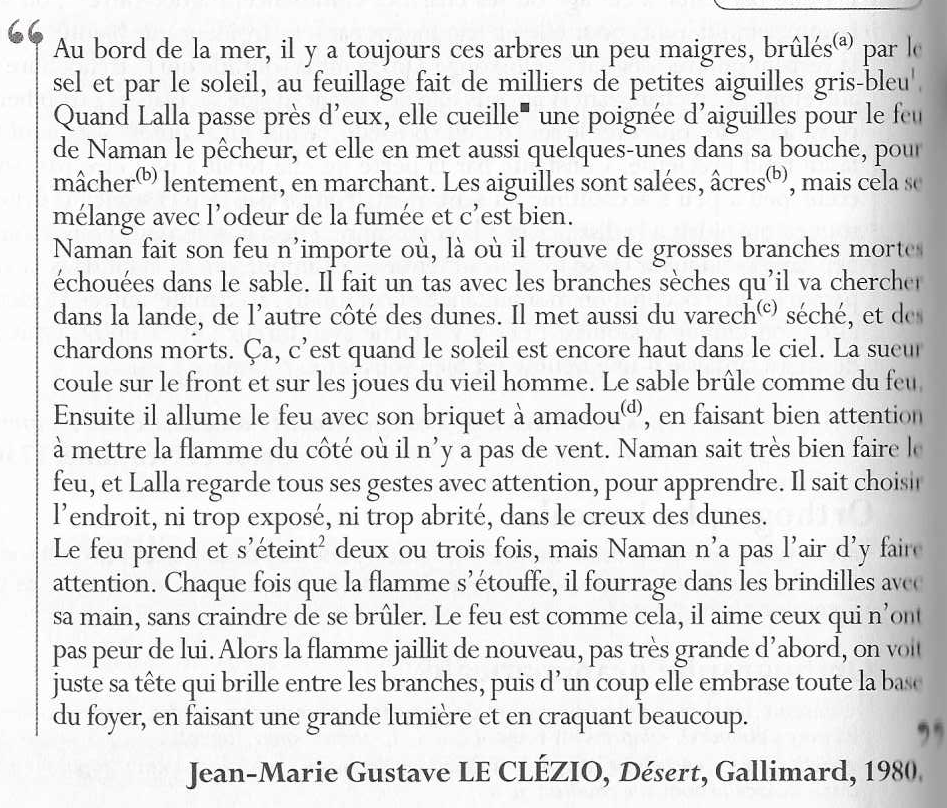 “ Au bord de la mer, il y a toujours ces arbres un peu maigres, brûlés(a) par le
sel et par le soleil, au feuillage fait de milliers de petites aiguilles gris-bleu¹.
Quand Lalla passe près d’eux, elle cueille■ une poignée d’aiguilles pour le feu
de Naman le pêcheur, et elle en met aussi quelques-unes dans sa bouche, pour
mâcher(b) lentement, en marchant. Les aiguilles sont salées, âcres(b), mais cela se
mélange avec l’odeur de la fumée et c’est bien.
Naman fait son feu n’importe où, là où il trouve de grosses branches mortes
échouées dans le sable. Il fait un tas avec les branches sèches qu’il va chercher
dans la lande, de l’autre côté des dunes. Il met aussi du varech(c) séché, et des
chardons morts. Ça, c’est quand le soleil est encore haut dans le ciel. La sueur
coule sur le front et sur les joues du vieil homme. Le sable brûle comme du feu.
Ensuite il allume le feu avec son briquet à amadou(d), en faisant bien attention
à mettre la flamme du côté où il n’y a pas de vent. Naman sait très bien faire le
feu, et Lalla regarde tous ses gestes avec attention, pour apprendre. Il sait choisir
l’endroit, ni trop exposé, ni trop abrité, dans le creux des dunes.
Le feu prend et s’éteint² deux ou trois fois, mais Naman n’a pas l’air d’y faire
attention. Chaque fois que la flamme s’étouffe, il fourrage dans les brindilles avec
sa main, sans craindre de se brûler. Le feu est comme cela, il aime ceux qui n’ont
pas peur de lui. Alors la flamme jaillit de nouveau, pas très grande d’abord, on voit
juste sa tête qui brille entre les branches, puis d’un coup elle embrase toute la base
du foyer, en faisant une grande lumière et en craquant beaucoup. ”
Jean-Marie Gustave LE CLÉZIO, Désert, Gallimard, 1980.